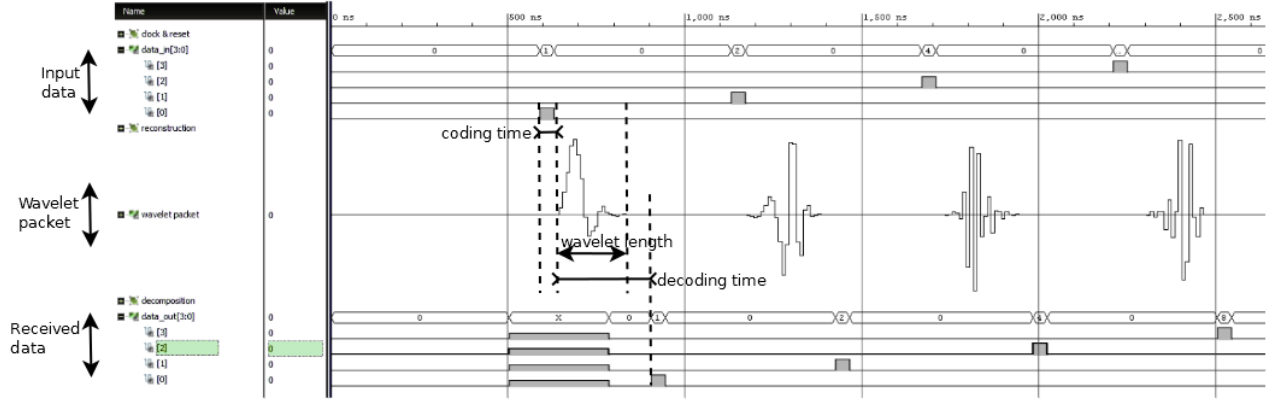 Name Value 0 ns 500 ns 1,000 ns 1,500 ns 2,000 ns 2,500 ns
clock & reset
data_in[3:0] 0 0 1 0 2 0 4 0 . 0
[3] 0
Input data
[2] 0
[1] 0
[0] 0
coding time
reconstruction
Wavelet packet
wavelet packet 0
wavelet length
decoding time
decomposition
data_out[3:0] 0 0 X 0 1 0 2 0 4 0 8
Received data
[3] 0
[2] 0
[1] 0
[0] 0